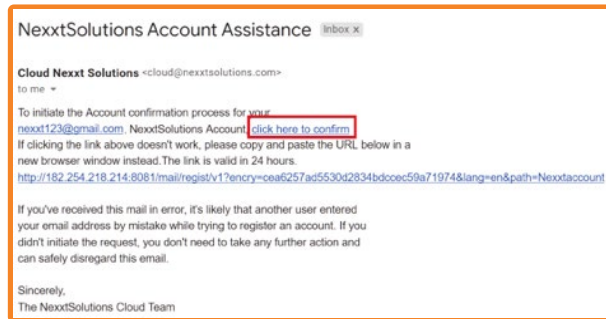 NexxtSolutions Account Assistance Inbox x
Cloud Nexxt Solutions <cloud@nexxtsolutions.com>
to me
To initiate the Account confirmation process for your
nexxt123@gmail.com. NexxtSolutions Account, click here to confirm
If clicking the link above doesn't work, please copy and paste the URL below in a
new browser window instead.The link is valid in 24 hours.
http://182.254.218.214:8081/mail/regist/v1?encry=cea6257ad5530d2834bdccec59a71974&lang=en&path=Nexxtaccount
If you've received this mail in error, it's likely that another user entered
your email address by mistake while trying to register an account. If you
didn't initiate the request, you don't need to take any further action and
can safely disregard this email.
Sincerely,
The NexxtSolutions Cloud Team